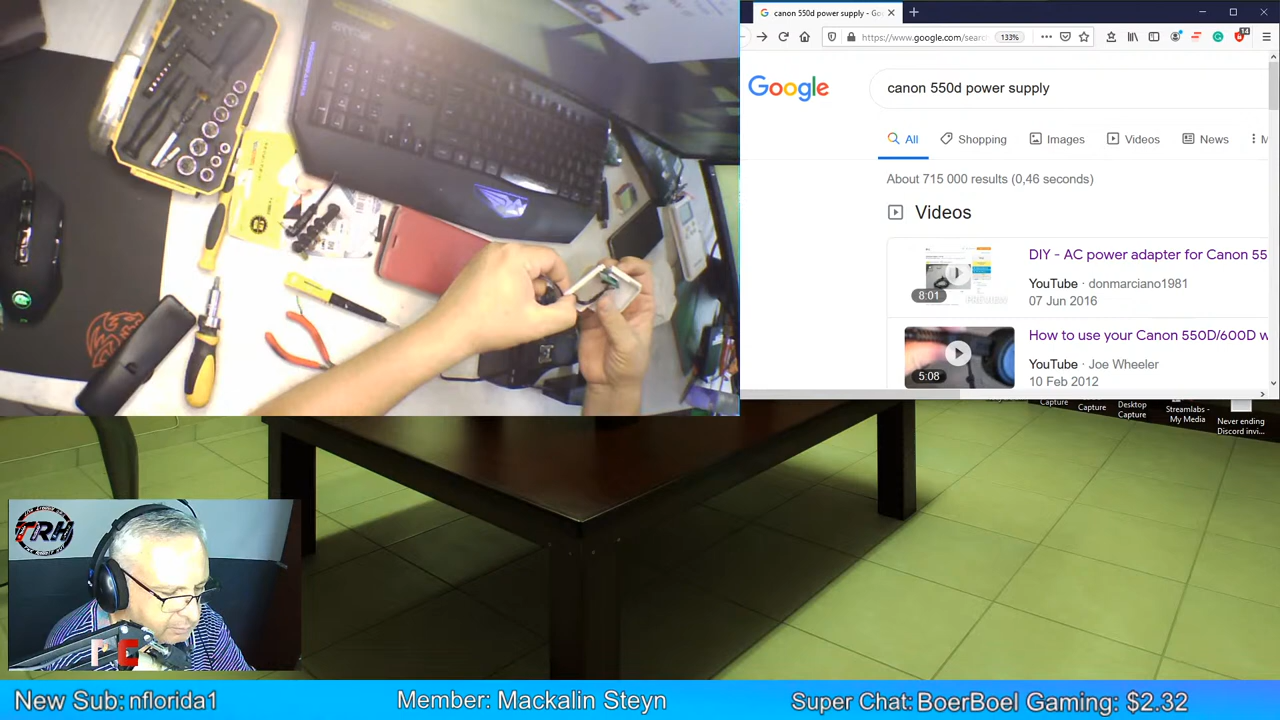 canon 550d power supply - Go
https://www.google.com/searc
133%
14
Google
canon 550d power supply
All
Shopping
Images
Videos
News
M
About 715 000 results (0,46 seconds)
Videos
8:01
PREVIEW
DIY - AC power adapter for Canon 55
YouTube · donmarciano1981
07 Jun 2016
5:08
How to use your Canon 550D/600D w
YouTube · Joe Wheeler
10 Feb 2012
Capture
Capture
Desktop Capture
Streamlabs - My Media
Never ending Discord invi...
TRH
New Sub: nflorida1
Member: Mackalin Steyn
Super Chat: BoerBoel Gaming: $2.32